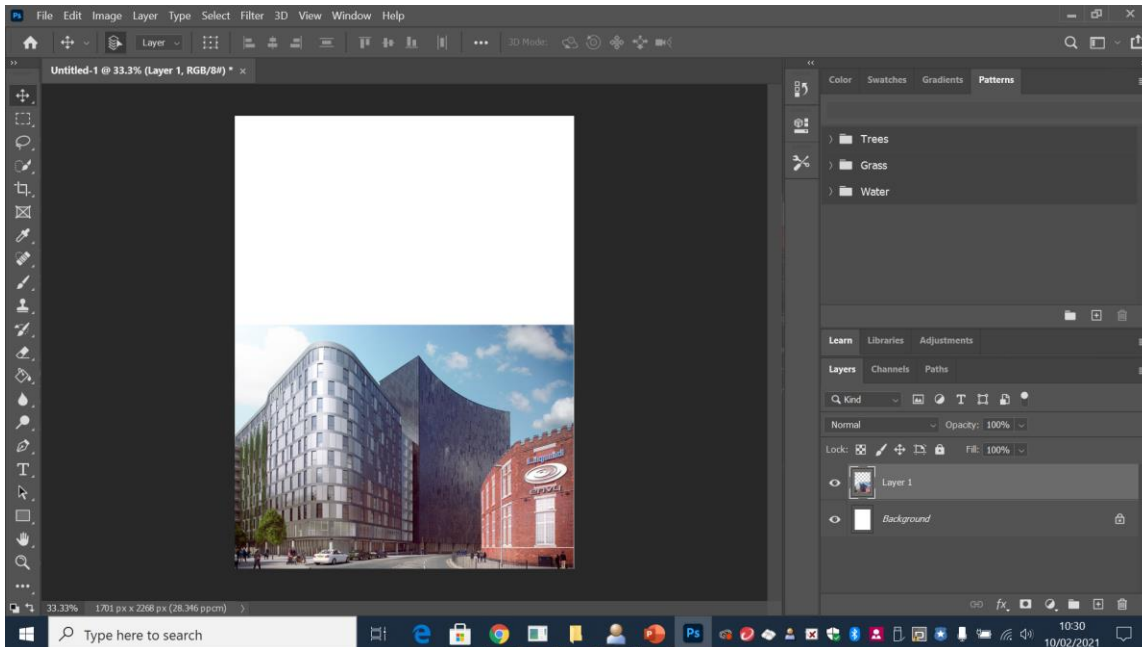 File Edit Image Layer Type Select Filter 3D View Window Help
Layer
3D Mode:
Untitled-1 @ 33.3% (Layer 1, RGB/8#) *
Color Swatches Gradients Patterns
Trees
Grass
Water
Learn Libraries Adjustments
Layers Channels Paths
Kind
Normal Opacity: 100%
Lock: Fill: 100%
Layer 1
Background
33.33% 1701 px x 2268 px (28.346 ppcm)
fx
Type here to search
Ps
10:30
10/02/2021